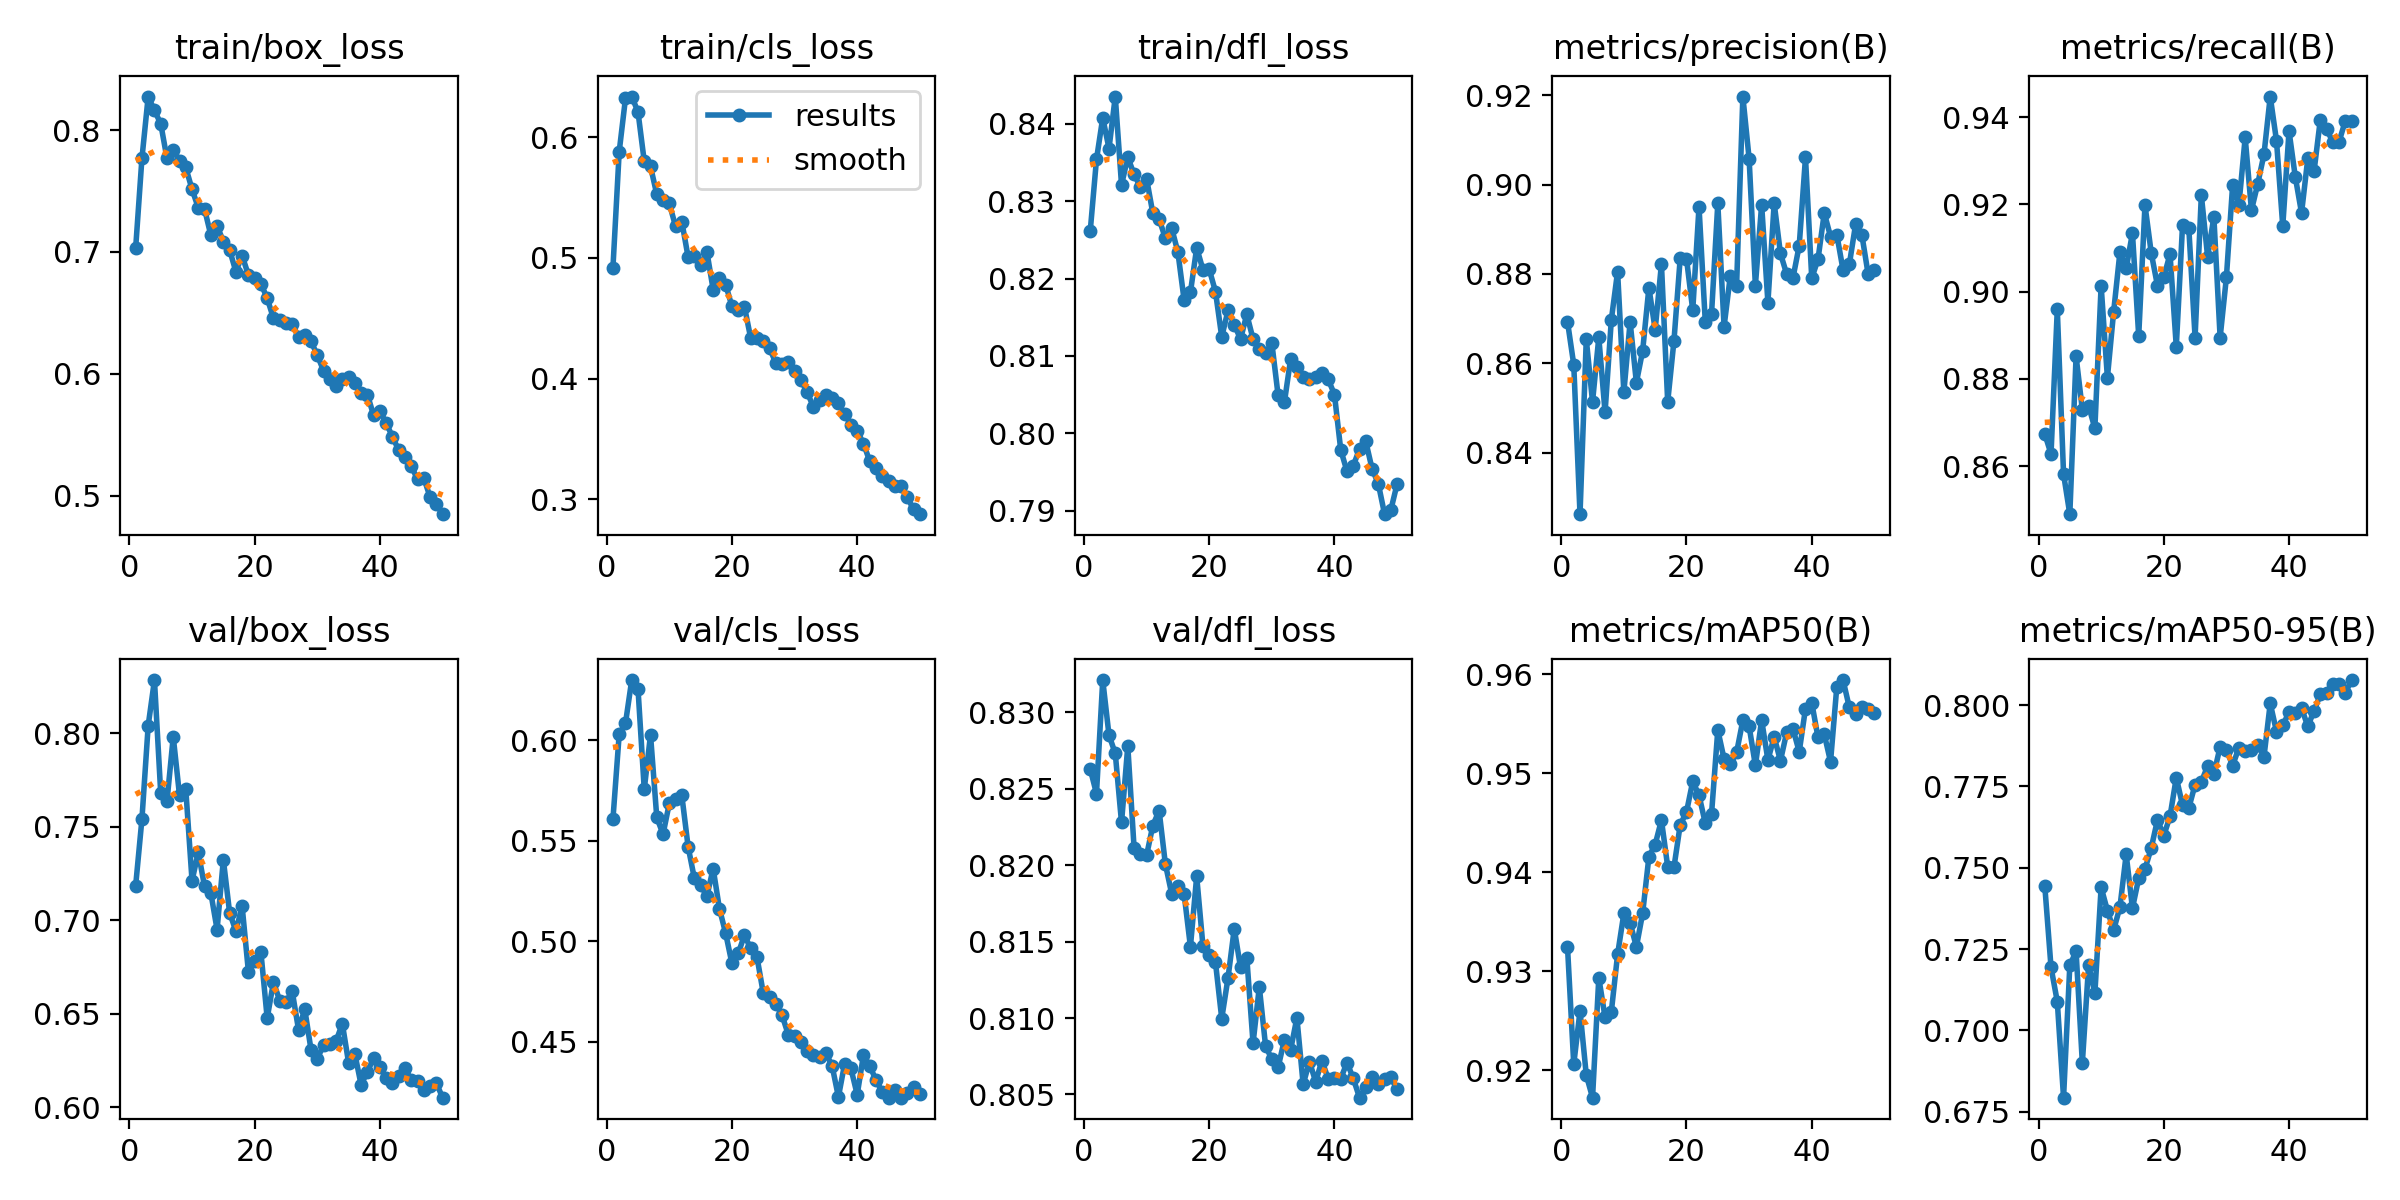 train/box_loss
0.8
0.7
0.6
0.5
0 20 40
train/cls_loss
results
smooth
0.6
0.5
0.4
0.3
0 20 40
train/dfl_loss
0.84
0.83
0.82
0.81
0.80
0.79
0 20 40
metrics/precision(B)
0.92
0.90
0.88
0.86
0.84
0 20 40
metrics/recall(B)
0.94
0.92
0.90
0.88
0.86
0 20 40
val/box_loss
0.80
0.75
0.70
0.65
0.60
0 20 40
val/cls_loss
0.60
0.55
0.50
0.45
0 20 40
val/dfl_loss
0.830
0.825
0.820
0.815
0.810
0.805
0 20 40
metrics/mAP50(B)
0.96
0.95
0.94
0.93
0.92
0 20 40
metrics/mAP50-95(B)
0.800
0.775
0.750
0.725
0.700
0.675
0 20 40